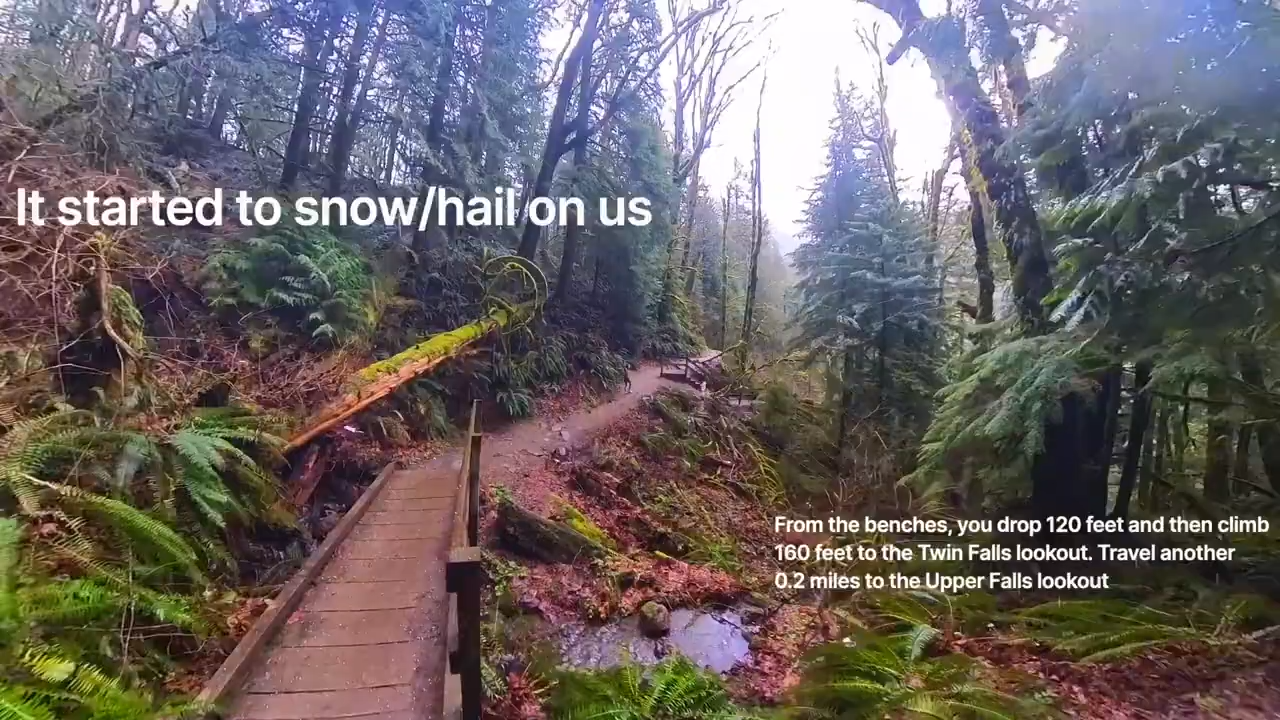 It started to snow/hail on us
From the benches, you drop 120 feet and then climb
160 feet to the Twin Falls lookout. Travel another
0.2 miles to the Upper Falls lookout